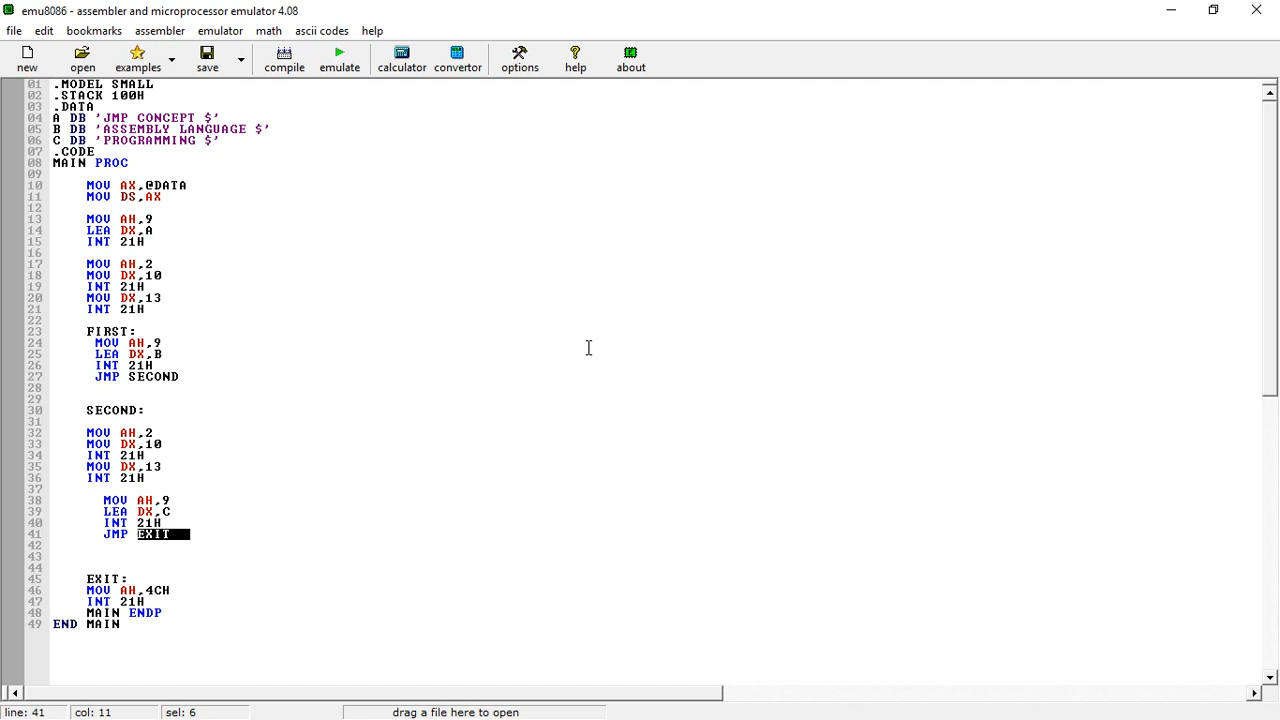 emu8086 - assembler and microprocessor emulator 4.08
file edit bookmarks assembler emulator math ascii codes help
new open examples save compile emulate calculator convertor options help about
01 .MODEL SMALL
02 .STACK 100H
03 .DATA
04 A DB 'JMP CONCEPT $'
05 B DB 'ASSEMBLY LANGUAGE $'
06 C DB 'PROGRAMMING $'
07 .CODE
08 MAIN PROC
09
10 MOV AX,@DATA
11 MOV DS,AX
12
13 MOV AH,9
14 LEA DX,A
15 INT 21H
16
17 MOV AH,2
18 MOV DX,10
19 INT 21H
20 MOV DX,13
21 INT 21H
22
23 FIRST:
24 MOV AH,9
25 LEA DX,B
26 INT 21H
27 JMP SECOND
28
29
30 SECOND:
31
32 MOV AH,2
33 MOV DX,10
34 INT 21H
35 MOV DX,13
36 INT 21H
37
38 MOV AH,9
39 LEA DX,C
40 INT 21H
41 JMP EXIT
42
43
44
45 EXIT:
46 MOV AH,4CH
47 INT 21H
48 MAIN ENDP
49 END MAIN
line: 41 col: 11 sel: 6 drag a file here to open